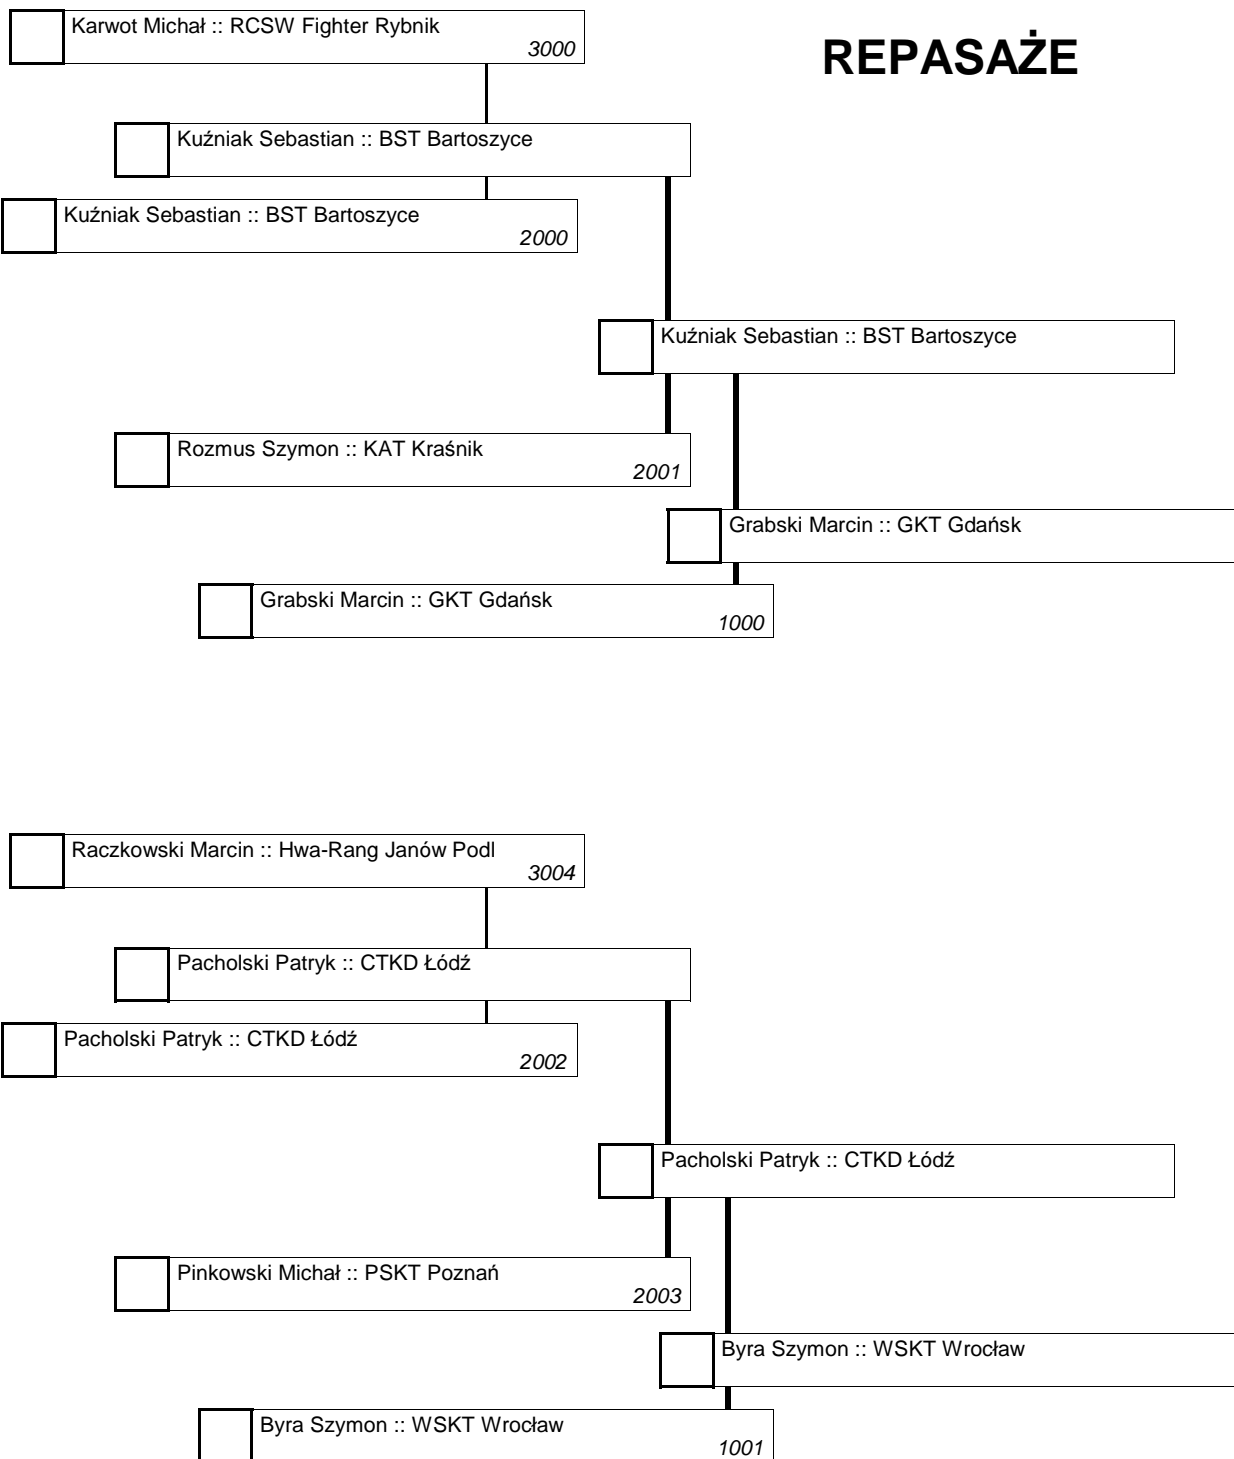 Karwot Michał :: RCSW Fighter Rybnik
3000
REPASAŻE
Kuźniak Sebastian :: BST Bartoszyce
Kuźniak Sebastian :: BST Bartoszyce
2000
Kuźniak Sebastian :: BST Bartoszyce
Rozmus Szymon :: KAT Kraśnik
2001
Grabski Marcin :: GKT Gdańsk
Grabski Marcin :: GKT Gdańsk
1000
Raczkowski Marcin :: Hwa-Rang Janów Podl
3004
Pacholski Patryk :: CTKD Łódź
Pacholski Patryk :: CTKD Łódź
2002
Pacholski Patryk :: CTKD Łódź
Pinkowski Michał :: PSKT Poznań
2003
Byra Szymon :: WSKT Wrocław
Byra Szymon :: WSKT Wrocław
1001